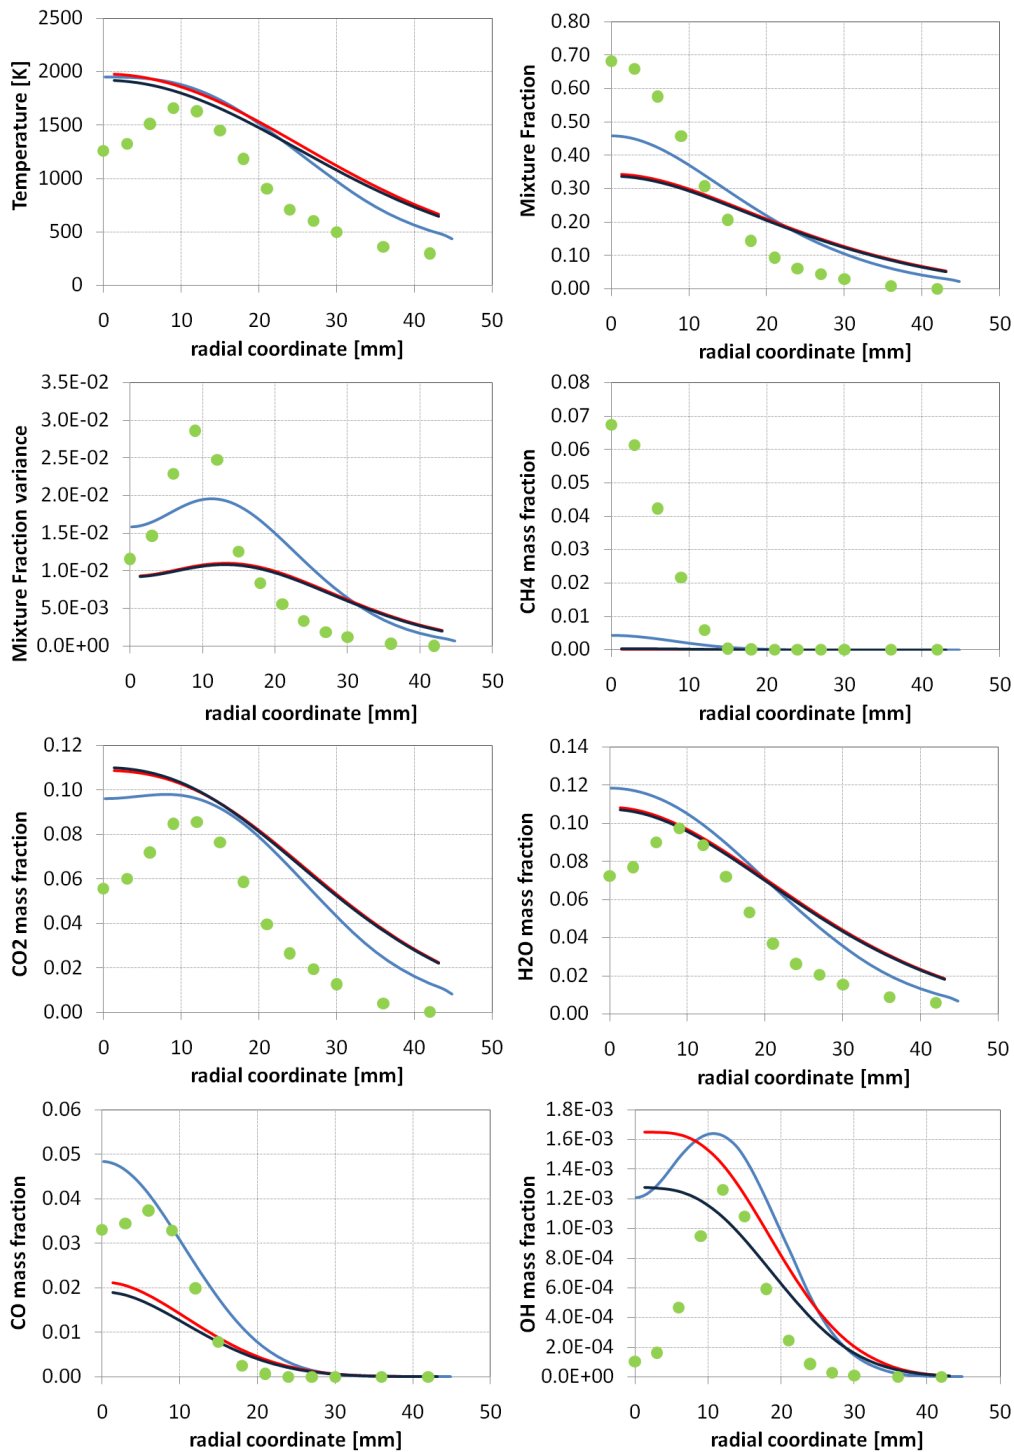 Temperature [K]
2500
2000
1500
1000
500
0
0 10 20 30 40 50
radial coordinate [mm]
Mixture Fraction
0.80
0.70
0.60
0.50
0.40
0.30
0.20
0.10
0.00
0 10 20 30 40 50
radial coordinate [mm]
Mixture Fraction variance
3.5E-02
3.0E-02
2.5E-02
2.0E-02
1.5E-02
1.0E-02
5.0E-03
0.0E+00
0 10 20 30 40 50
radial coordinate [mm]
CH4 mass fraction
0.08
0.07
0.06
0.05
0.04
0.03
0.02
0.01
0.00
0 10 20 30 40 50
radial coordinate [mm]
CO2 mass fraction
0.12
0.10
0.08
0.06
0.04
0.02
0.00
0 10 20 30 40 50
radial coordinate [mm]
H2O mass fraction
0.14
0.12
0.10
0.08
0.06
0.04
0.02
0.00
0 10 20 30 40 50
radial coordinate [mm]
CO mass fraction
0.06
0.05
0.04
0.03
0.02
0.01
0.00
0 10 20 30 40 50
radial coordinate [mm]
OH mass fraction
1.8E-03
1.6E-03
1.4E-03
1.2E-03
1.0E-03
8.0E-04
6.0E-04
4.0E-04
2.0E-04
0.0E+00
0 10 20 30 40 50
radial coordinate [mm]